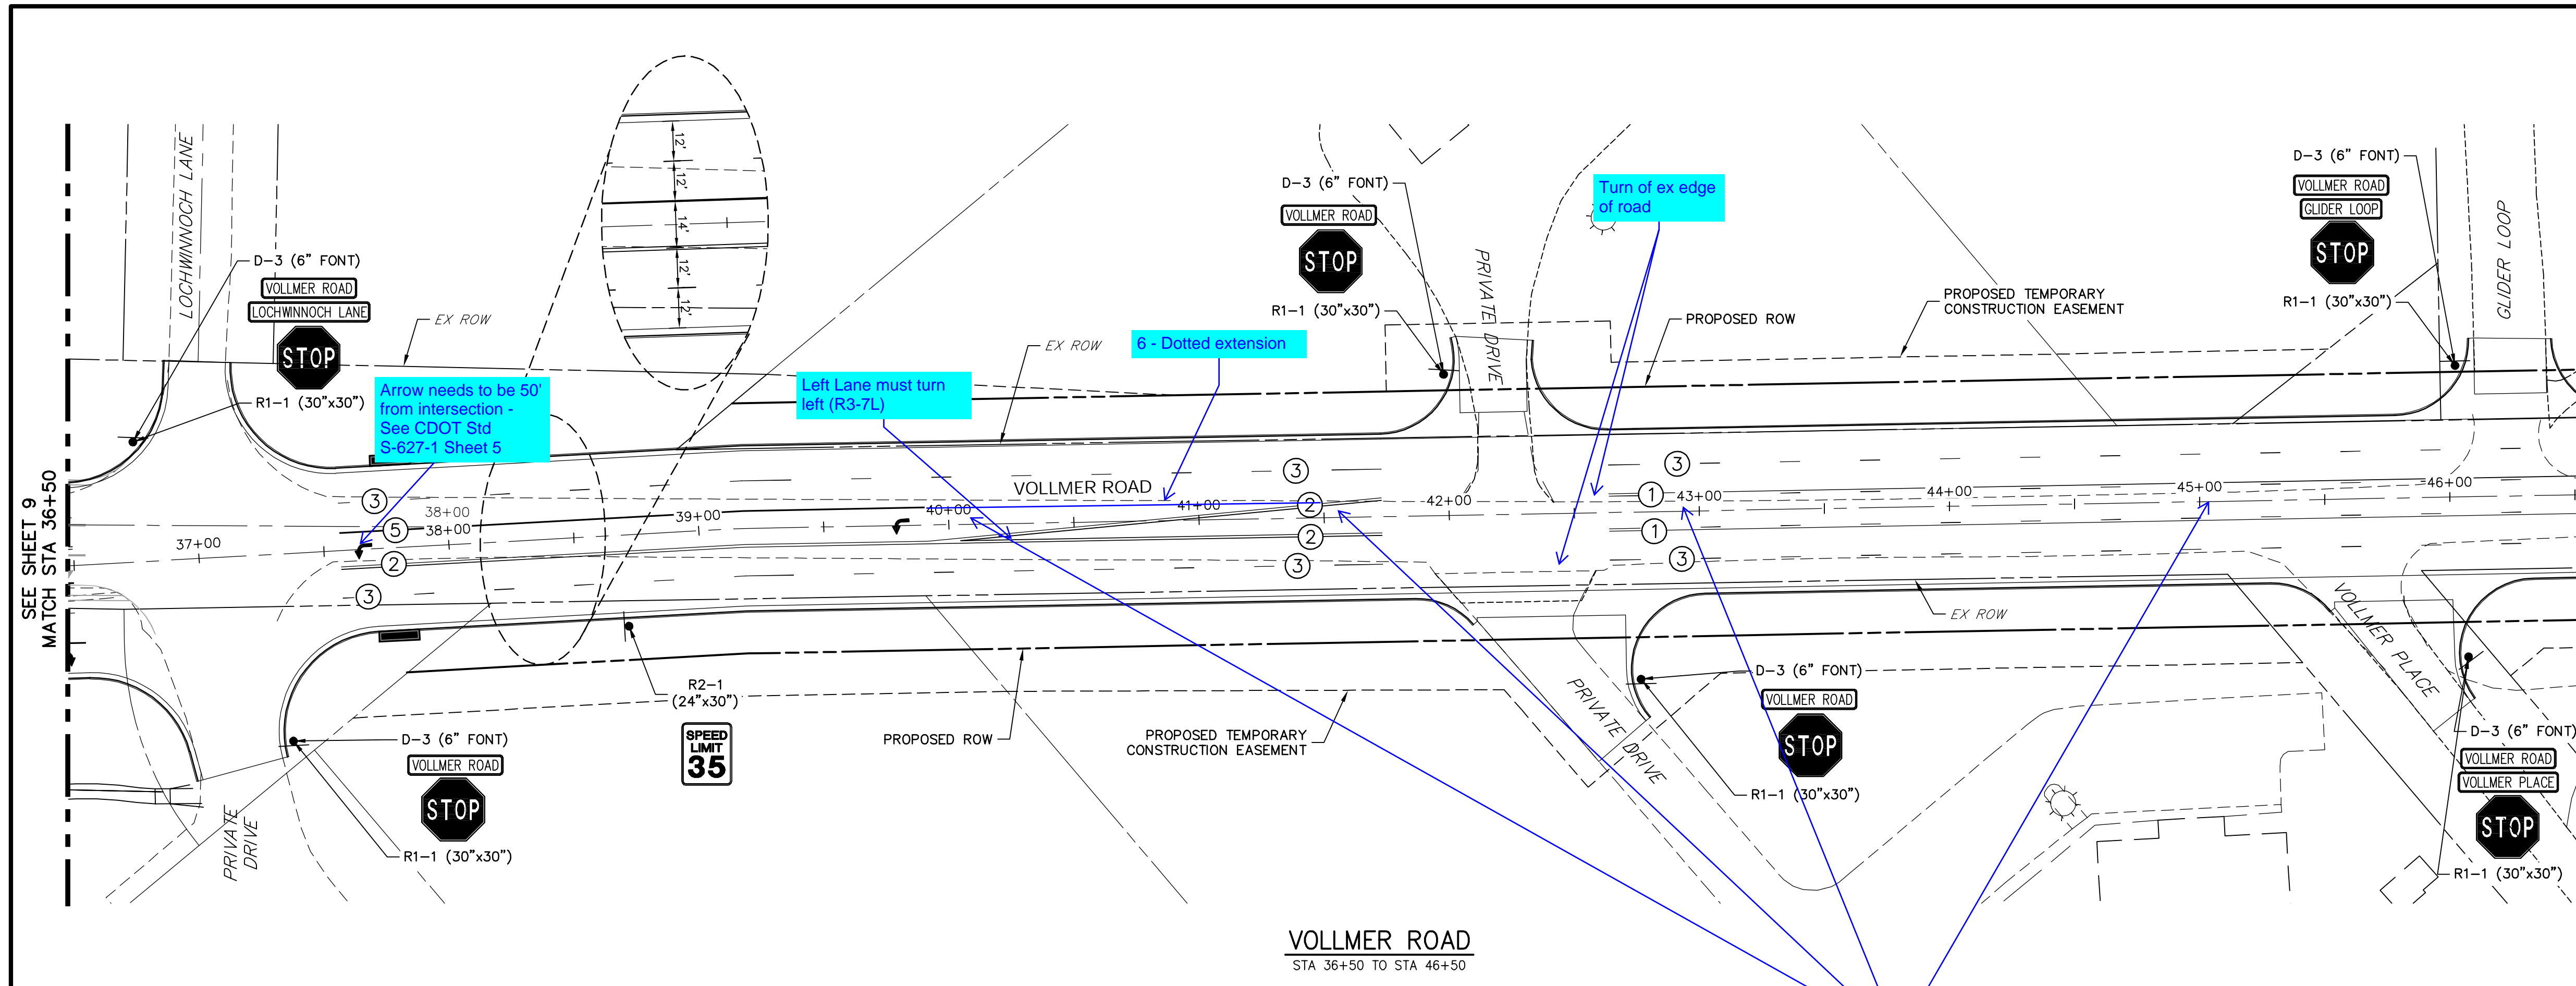 SEE SHEET 9
MATCH STA 36+50
LOCHWINNOCH LANE
D-3 (6" FONT)
VOLLMER ROAD
LOCHWINNOCH LANE
STOP
R1-1 (30"x30")
EX ROW
Arrow needs to be 50'
from intersection -
See CDOT Std
S-627-1 Sheet 5
12'
12'
14'
12'
12'
Left Lane must turn
left (R3-7L)
EX ROW
6 - Dotted extension
D-3 (6" FONT)
VOLLMER ROAD
STOP
R1-1 (30"x30")
PRIVATE DRIVE
Turn of ex edge
of road
PROPOSED ROW
PROPOSED TEMPORARY
CONSTRUCTION EASEMENT
D-3 (6" FONT)
VOLLMER ROAD
GLIDER LOOP
STOP
R1-1 (30"x30")
GLIDER LOOP
3
3
3
VOLLMER ROAD
37+00
38+00
38+00
39+00
40+00
41+00
42+00
43+00
44+00
45+00
46+00
5
2
2
1
2
1
2
3
3
3
EX ROW
VOLLMER PLACE
R2-1
(24"x30")
SPEED
LIMIT
35
PROPOSED ROW
PROPOSED TEMPORARY
CONSTRUCTION EASEMENT
PRIVATE DRIVE
D-3 (6" FONT)
VOLLMER ROAD
STOP
R1-1 (30"x30")
PRIVATE
DRIVE
D-3 (6" FONT)
VOLLMER ROAD
STOP
R1-1 (30"x30")
D-3 (6" FONT)
VOLLMER ROAD
VOLLMER PLACE
STOP
R1-1 (30"x30")
VOLLMER ROAD
STA 36+50 TO STA 46+50